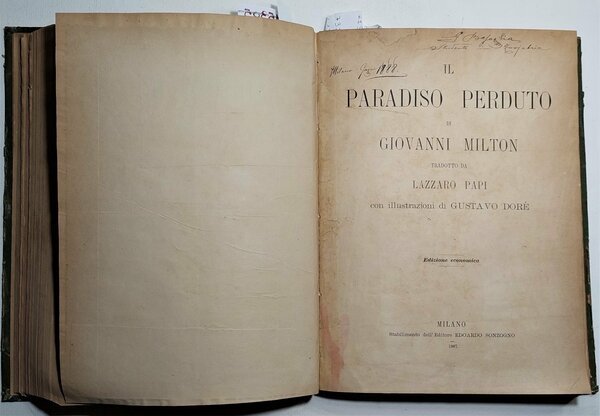 Milano 1888.
IL
PARADISO PERDUTO
DI
GIOVANNI MILTON
TRADOTTO DA
LAZZARO PAPI
con illustrazioni di GUSTAVO DORÉ
Edizione economica
MILANO
Stabilimento dell'Editore EDOARDO SONZOGNO
1887.